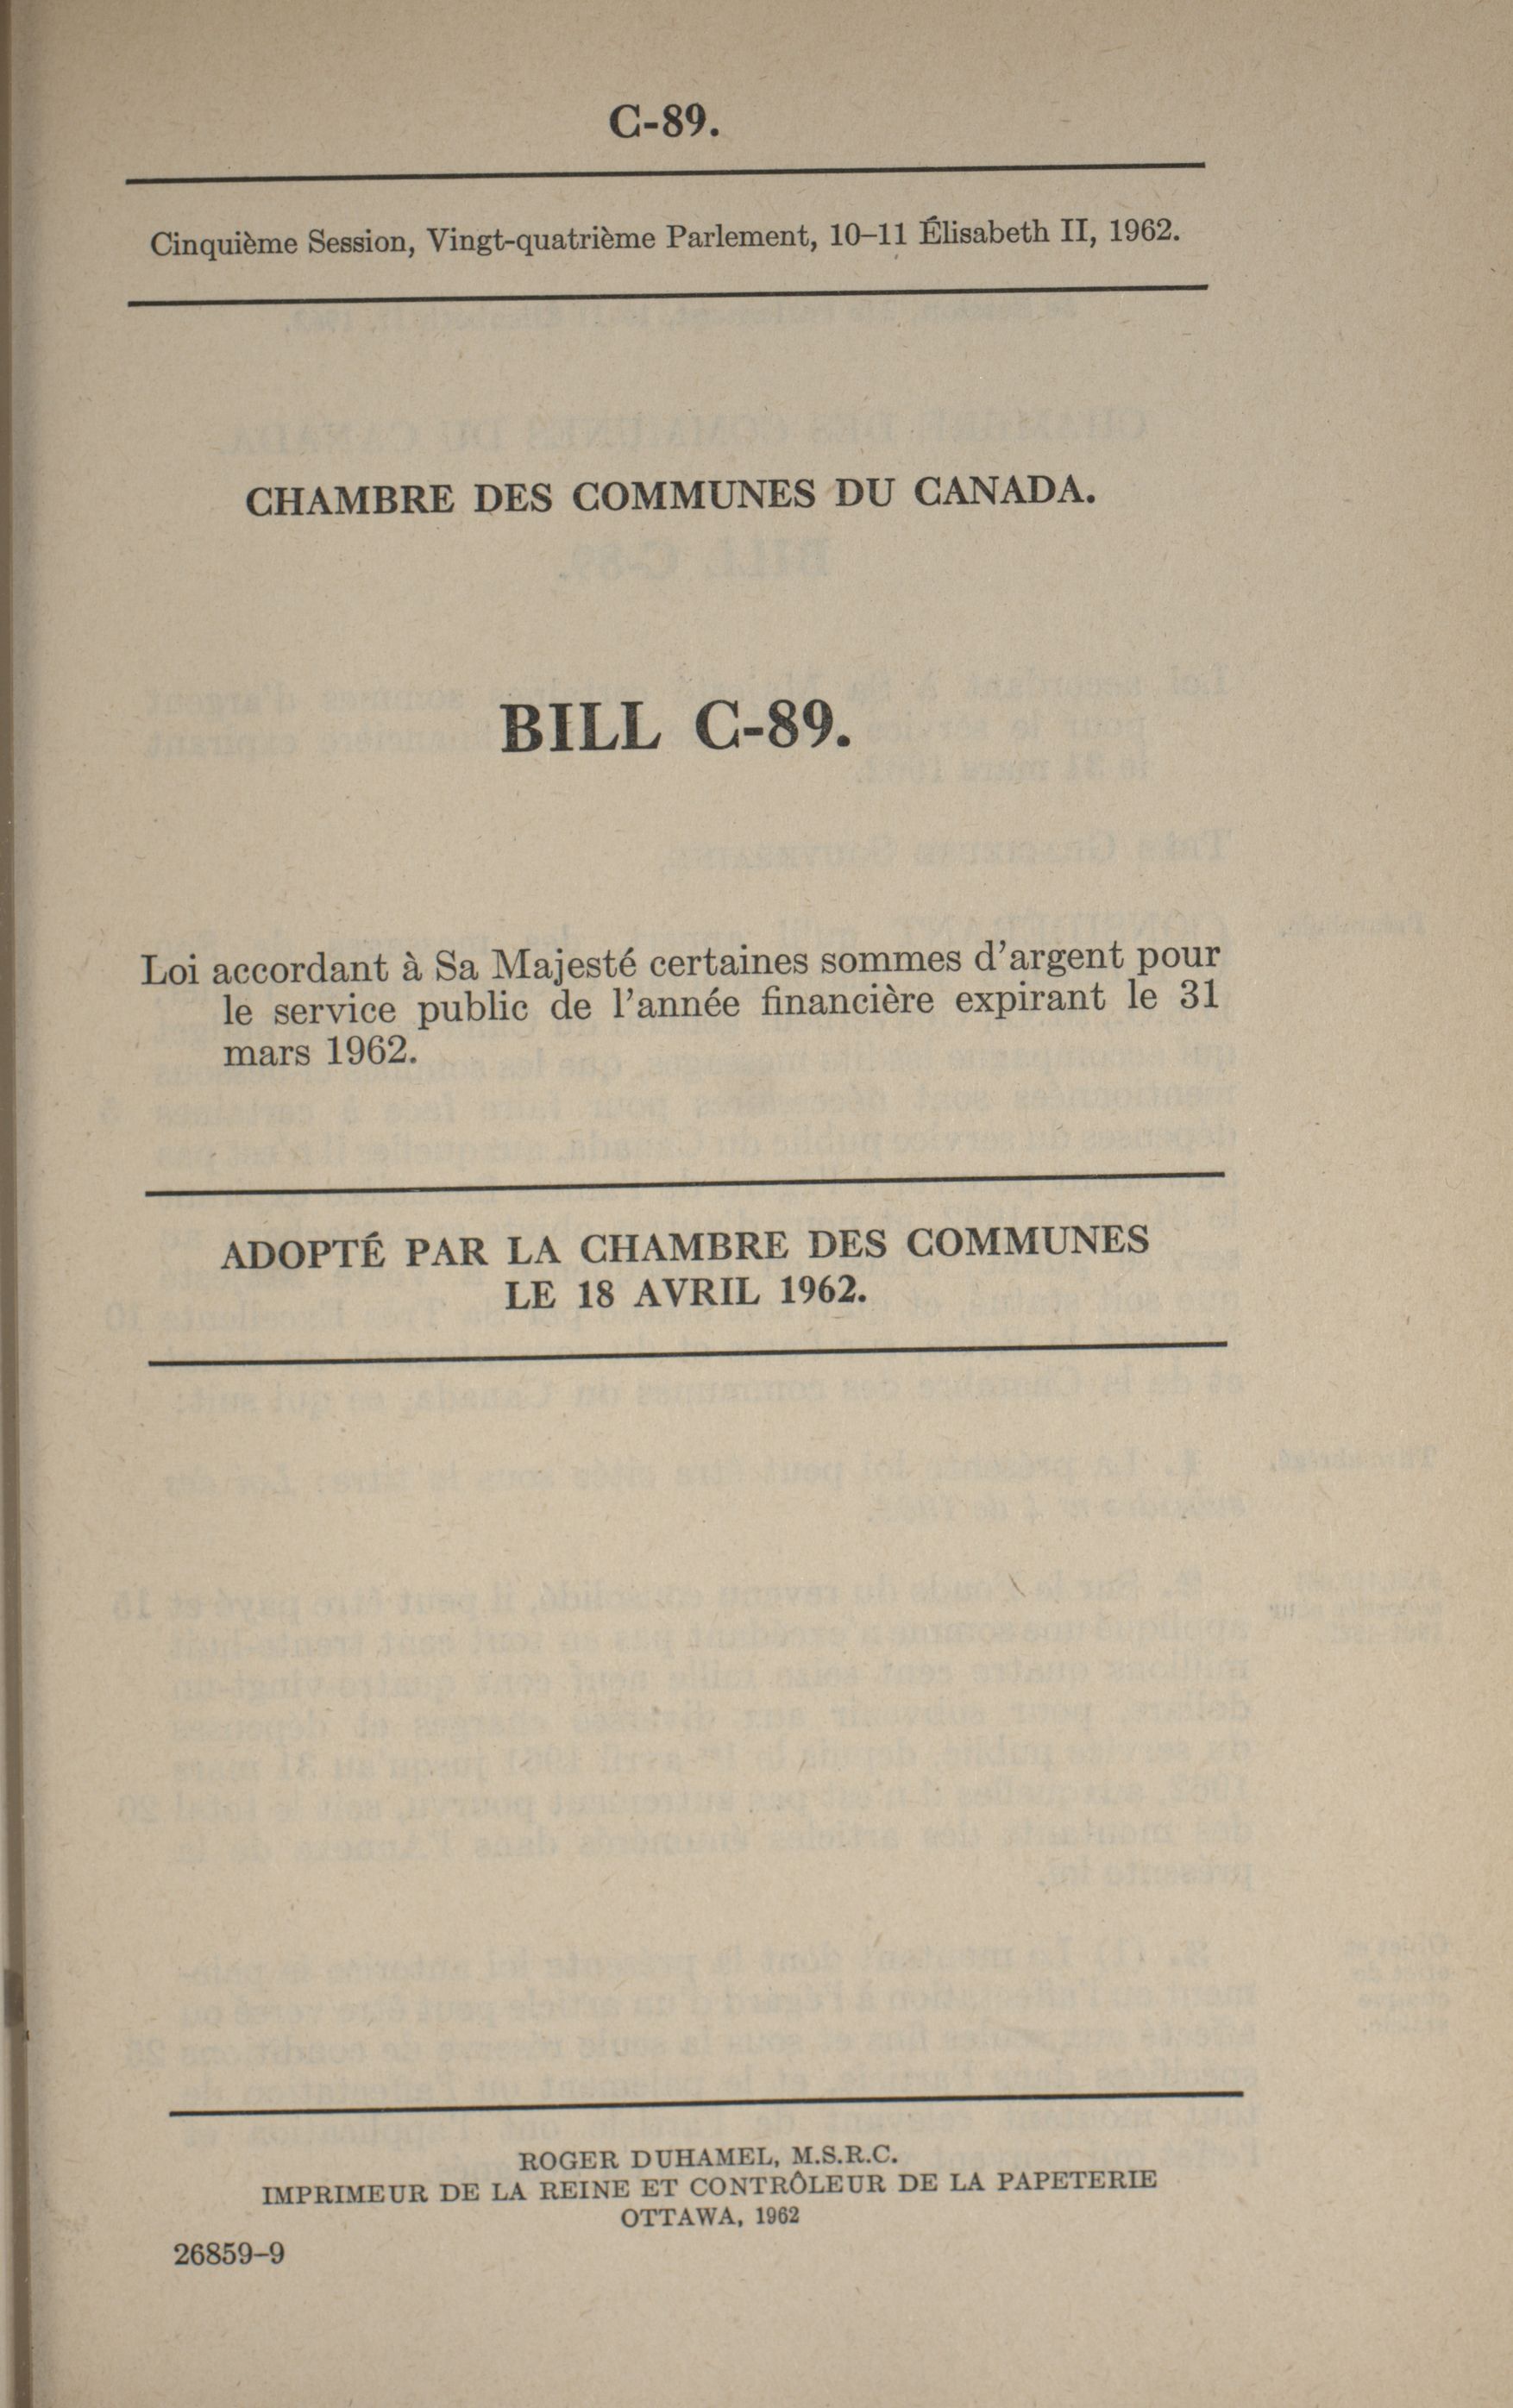 C-89.
Cinquième Session, Vingt-quatrième Parlement, 10–11 Élisabeth II, 1962.
CHAMBRE DES COMMUNES DU CANADA.
BILL C-89.
Loi accordant à Sa Majesté certaines sommes d'argent pour
le service public de l'année financière expirant le 31
mars 1962.
ADOPTÉ PAR LA CHAMBRE DES COMMUNES
LE 18 AVRIL 1962.
ROGER DUHAMEL, M.S.R.C.
IMPRIMEUR DE LA REINE ET CONTRÔLEUR DE LA PAPETERIE
OTTAWA, 1962
26859–9